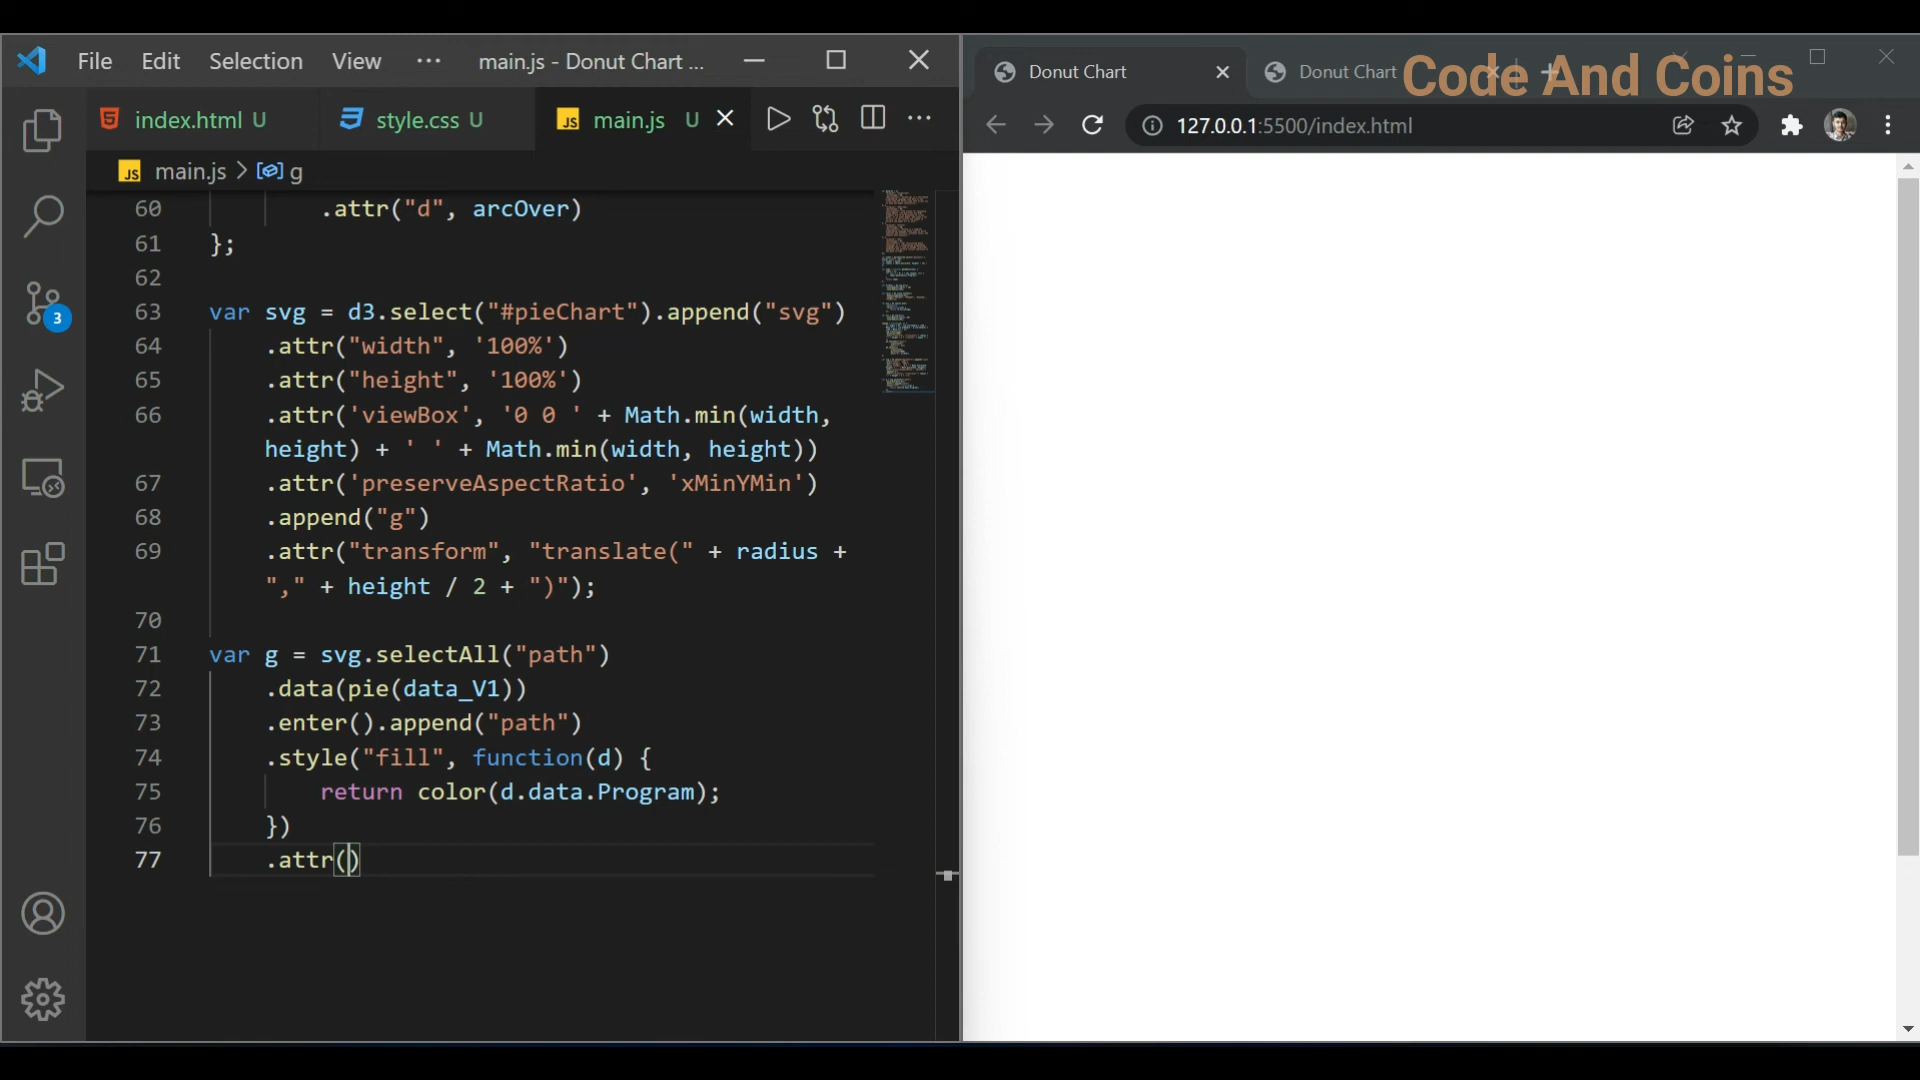 File Edit Selection View ··· main.js - Donut Chart ...
index.html U style.css U main.js U
main.js > g
60 .attr("d", arcOver)
61 };
62
63 var svg = d3.select("#pieChart").append("svg")
64 .attr("width", '100%')
65 .attr("height", '100%')
66 .attr('viewBox', '0 0 ' + Math.min(width,
height) + ' ' + Math.min(width, height))
67 .attr('preserveAspectRatio', 'xMinYMin')
68 .append("g")
69 .attr("transform", "translate(" + radius +
"," + height / 2 + ")");
70
71 var g = svg.selectAll("path")
72 .data(pie(data_V1))
73 .enter().append("path")
74 .style("fill", function(d) {
75 return color(d.data.Program);
76 })
77 .attr()
3
Donut Chart Donut Chart
Code And Coins
127.0.0.1:5500/index.html